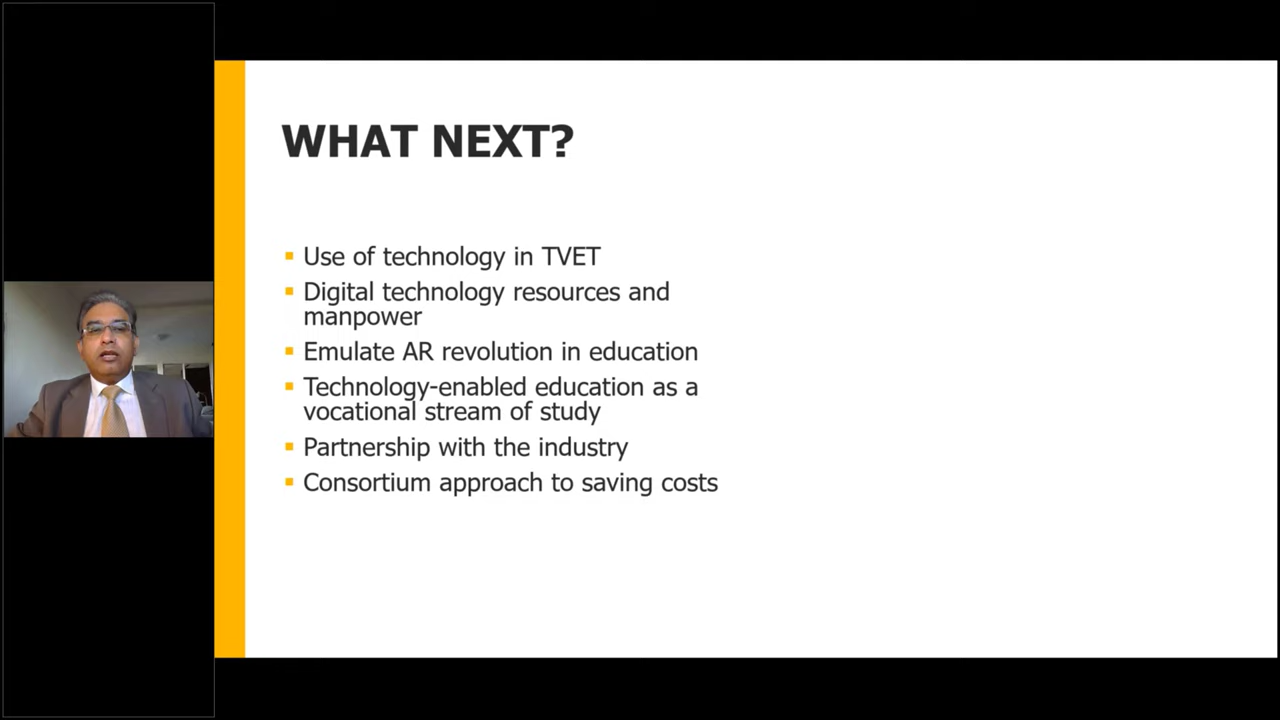 WHAT NEXT?
Use of technology in TVET
Digital technology resources and
manpower
Emulate AR revolution in education
Technology-enabled education as a
vocational stream of study
Partnership with the industry
Consortium approach to saving costs